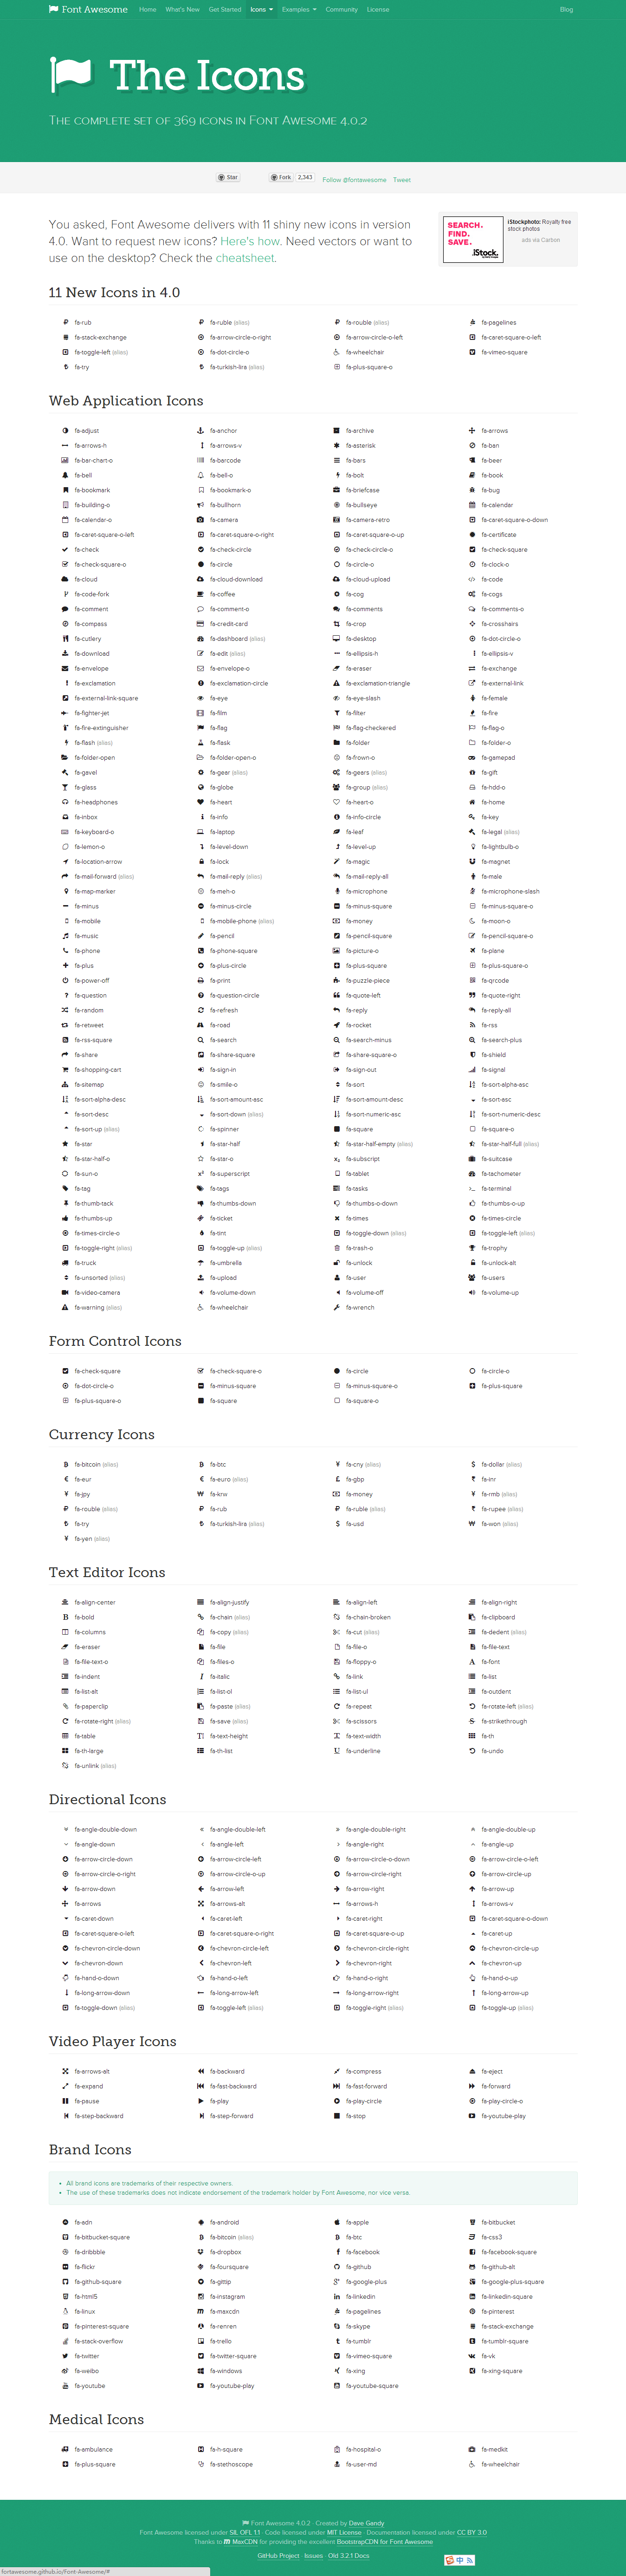 Font Awesome Home What's New Get Started Icons Examples Community License Blog
The Icons
The complete set of 369 icons in Font Awesome 4.0.2
Star Fork 2,343 Follow @fontawesome Tweet
You asked, Font Awesome delivers with 11 shiny new icons in version
4.0. Want to request new icons? Here's how. Need vectors or want to
use on the desktop? Check the cheatsheet.
SEARCH.
FIND.
SAVE.
iStock.
iStockphoto: Royalty free
stock photos
ads via Carbon
11 New Icons in 4.0
fa-rub fa-ruble (alias) fa-rouble (alias) fa-pagelines
fa-stack-exchange fa-arrow-circle-o-right fa-arrow-circle-o-left fa-caret-square-o-left
fa-toggle-left (alias) fa-dot-circle-o fa-wheelchair fa-vimeo-square
fa-try fa-turkish-lira (alias) fa-plus-square-o
Web Application Icons
fa-adjust fa-anchor fa-archive fa-arrows
fa-arrows-h fa-arrows-v fa-asterisk fa-ban
fa-bar-chart-o fa-barcode fa-bars fa-beer
fa-bell fa-bell-o fa-bolt fa-book
fa-bookmark fa-bookmark-o fa-briefcase fa-bug
fa-building-o fa-bullhorn fa-bullseye fa-calendar
fa-calendar-o fa-camera fa-camera-retro fa-caret-square-o-down
fa-caret-square-o-left fa-caret-square-o-right fa-caret-square-o-up fa-certificate
fa-check fa-check-circle fa-check-circle-o fa-check-square
fa-check-square-o fa-circle fa-circle-o fa-clock-o
fa-cloud fa-cloud-download fa-cloud-upload fa-code
fa-code-fork fa-coffee fa-cog fa-cogs
fa-comment fa-comment-o fa-comments fa-comments-o
fa-compass fa-credit-card fa-crop fa-crosshairs
fa-cutlery fa-dashboard (alias) fa-desktop fa-dot-circle-o
fa-download fa-edit (alias) fa-ellipsis-h fa-ellipsis-v
fa-envelope fa-envelope-o fa-eraser fa-exchange
fa-exclamation fa-exclamation-circle fa-exclamation-triangle fa-external-link
fa-external-link-square fa-eye fa-eye-slash fa-female
fa-fighter-jet fa-film fa-filter fa-fire
fa-fire-extinguisher fa-flag fa-flag-checkered fa-flag-o
fa-flash (alias) fa-flask fa-folder fa-folder-o
fa-folder-open fa-folder-open-o fa-frown-o fa-gamepad
fa-gavel fa-gear (alias) fa-gears (alias) fa-gift
fa-glass fa-globe fa-group (alias) fa-hdd-o
fa-headphones fa-heart fa-heart-o fa-home
fa-inbox fa-info fa-info-circle fa-key
fa-keyboard-o fa-laptop fa-leaf fa-legal (alias)
fa-lemon-o fa-level-down fa-level-up fa-lightbulb-o
fa-location-arrow fa-lock fa-magic fa-magnet
fa-mail-forward (alias) fa-mail-reply (alias) fa-mail-reply-all fa-male
fa-map-marker fa-meh-o fa-microphone fa-microphone-slash
fa-minus fa-minus-circle fa-minus-square fa-minus-square-o
fa-mobile fa-mobile-phone (alias) fa-money fa-moon-o
fa-music fa-pencil fa-pencil-square fa-pencil-square-o
fa-phone fa-phone-square fa-picture-o fa-plane
fa-plus fa-plus-circle fa-plus-square fa-plus-square-o
fa-power-off fa-print fa-puzzle-piece fa-qrcode
fa-question fa-question-circle fa-quote-left fa-quote-right
fa-random fa-refresh fa-reply fa-reply-all
fa-retweet fa-road fa-rocket fa-rss
fa-rss-square fa-search fa-search-minus fa-search-plus
fa-share fa-share-square fa-share-square-o fa-shield
fa-shopping-cart fa-sign-in fa-sign-out fa-signal
fa-sitemap fa-smile-o fa-sort fa-sort-alpha-asc
fa-sort-alpha-desc fa-sort-amount-asc fa-sort-amount-desc fa-sort-asc
fa-sort-desc fa-sort-down (alias) fa-sort-numeric-asc fa-sort-numeric-desc
fa-sort-up (alias) fa-spinner fa-square fa-square-o
fa-star fa-star-half fa-star-half-empty (alias) fa-star-half-full (alias)
fa-star-half-o fa-star-o fa-subscript fa-suitcase
fa-sun-o fa-superscript fa-tablet fa-tachometer
fa-tag fa-tags fa-tasks fa-terminal
fa-thumb-tack fa-thumbs-down fa-thumbs-o-down fa-thumbs-o-up
fa-thumbs-up fa-ticket fa-times fa-times-circle
fa-times-circle-o fa-tint fa-toggle-down (alias) fa-toggle-left (alias)
fa-toggle-right (alias) fa-toggle-up (alias) fa-trash-o fa-trophy
fa-truck fa-umbrella fa-unlock fa-unlock-alt
fa-unsorted (alias) fa-upload fa-user fa-users
fa-video-camera fa-volume-down fa-volume-off fa-volume-up
fa-warning (alias) fa-wheelchair fa-wrench
Form Control Icons
fa-check-square fa-check-square-o fa-circle fa-circle-o
fa-dot-circle-o fa-minus-square fa-minus-square-o fa-plus-square
fa-plus-square-o fa-square fa-square-o
Currency Icons
fa-bitcoin (alias) fa-btc fa-cny (alias) fa-dollar (alias)
fa-eur fa-euro (alias) fa-gbp fa-inr
fa-jpy fa-krw fa-money fa-rmb (alias)
fa-rouble (alias) fa-rub fa-ruble (alias) fa-rupee (alias)
fa-try fa-turkish-lira (alias) fa-usd fa-won (alias)
fa-yen (alias)
Text Editor Icons
fa-align-center fa-align-justify fa-align-left fa-align-right
fa-bold fa-chain (alias) fa-chain-broken fa-clipboard
fa-columns fa-copy (alias) fa-cut (alias) fa-dedent (alias)
fa-eraser fa-file fa-file-o fa-file-text
fa-file-text-o fa-files-o fa-floppy-o fa-font
fa-indent fa-italic fa-link fa-list
fa-list-alt fa-list-ol fa-list-ul fa-outdent
fa-paperclip fa-paste (alias) fa-repeat fa-rotate-left (alias)
fa-rotate-right (alias) fa-save (alias) fa-scissors fa-strikethrough
fa-table fa-text-height fa-text-width fa-th
fa-th-large fa-th-list fa-underline fa-undo
fa-unlink (alias)
Directional Icons
fa-angle-double-down fa-angle-double-left fa-angle-double-right fa-angle-double-up
fa-angle-down fa-angle-left fa-angle-right fa-angle-up
fa-arrow-circle-down fa-arrow-circle-left fa-arrow-circle-o-down fa-arrow-circle-o-left
fa-arrow-circle-o-right fa-arrow-circle-o-up fa-arrow-circle-right fa-arrow-circle-up
fa-arrow-down fa-arrow-left fa-arrow-right fa-arrow-up
fa-arrows fa-arrows-alt fa-arrows-h fa-arrows-v
fa-caret-down fa-caret-left fa-caret-right fa-caret-square-o-down
fa-caret-square-o-left fa-caret-square-o-right fa-caret-square-o-up fa-caret-up
fa-chevron-circle-down fa-chevron-circle-left fa-chevron-circle-right fa-chevron-circle-up
fa-chevron-down fa-chevron-left fa-chevron-right fa-chevron-up
fa-hand-o-down fa-hand-o-left fa-hand-o-right fa-hand-o-up
fa-long-arrow-down fa-long-arrow-left fa-long-arrow-right fa-long-arrow-up
fa-toggle-down (alias) fa-toggle-left (alias) fa-toggle-right (alias) fa-toggle-up (alias)
Video Player Icons
fa-arrows-alt fa-backward fa-compress fa-eject
fa-expand fa-fast-backward fa-fast-forward fa-forward
fa-pause fa-play fa-play-circle fa-play-circle-o
fa-step-backward fa-step-forward fa-stop fa-youtube-play
Brand Icons
All brand icons are trademarks of their respective owners.
The use of these trademarks does not indicate endorsement of the trademark holder by Font Awesome, nor vice versa.
fa-adn fa-android fa-apple fa-bitbucket
fa-bitbucket-square fa-bitcoin (alias) fa-btc fa-css3
fa-dribbble fa-dropbox fa-facebook fa-facebook-square
fa-flickr fa-foursquare fa-github fa-github-alt
fa-github-square fa-gittip fa-google-plus fa-google-plus-square
fa-html5 fa-instagram fa-linkedin fa-linkedin-square
fa-linux fa-maxcdn fa-pagelines fa-pinterest
fa-pinterest-square fa-renren fa-skype fa-stack-exchange
fa-stack-overflow fa-trello fa-tumblr fa-tumblr-square
fa-twitter fa-twitter-square fa-vimeo-square fa-vk
fa-weibo fa-windows fa-xing fa-xing-square
fa-youtube fa-youtube-play fa-youtube-square
Medical Icons
fa-ambulance fa-h-square fa-hospital-o fa-medkit
fa-plus-square fa-stethoscope fa-user-md fa-wheelchair
Font Awesome 4.0.2 · Created by Dave Gandy
Font Awesome licensed under SIL OFL 1.1 · Code licensed under MIT License · Documentation licensed under CC BY 3.0
Thanks to MaxCDN for providing the excellent BootstrapCDN for Font Awesome
GitHub Project · Issues · Old 3.2.1 Docs
中
fortawesome.github.io/Font-Awesome/#